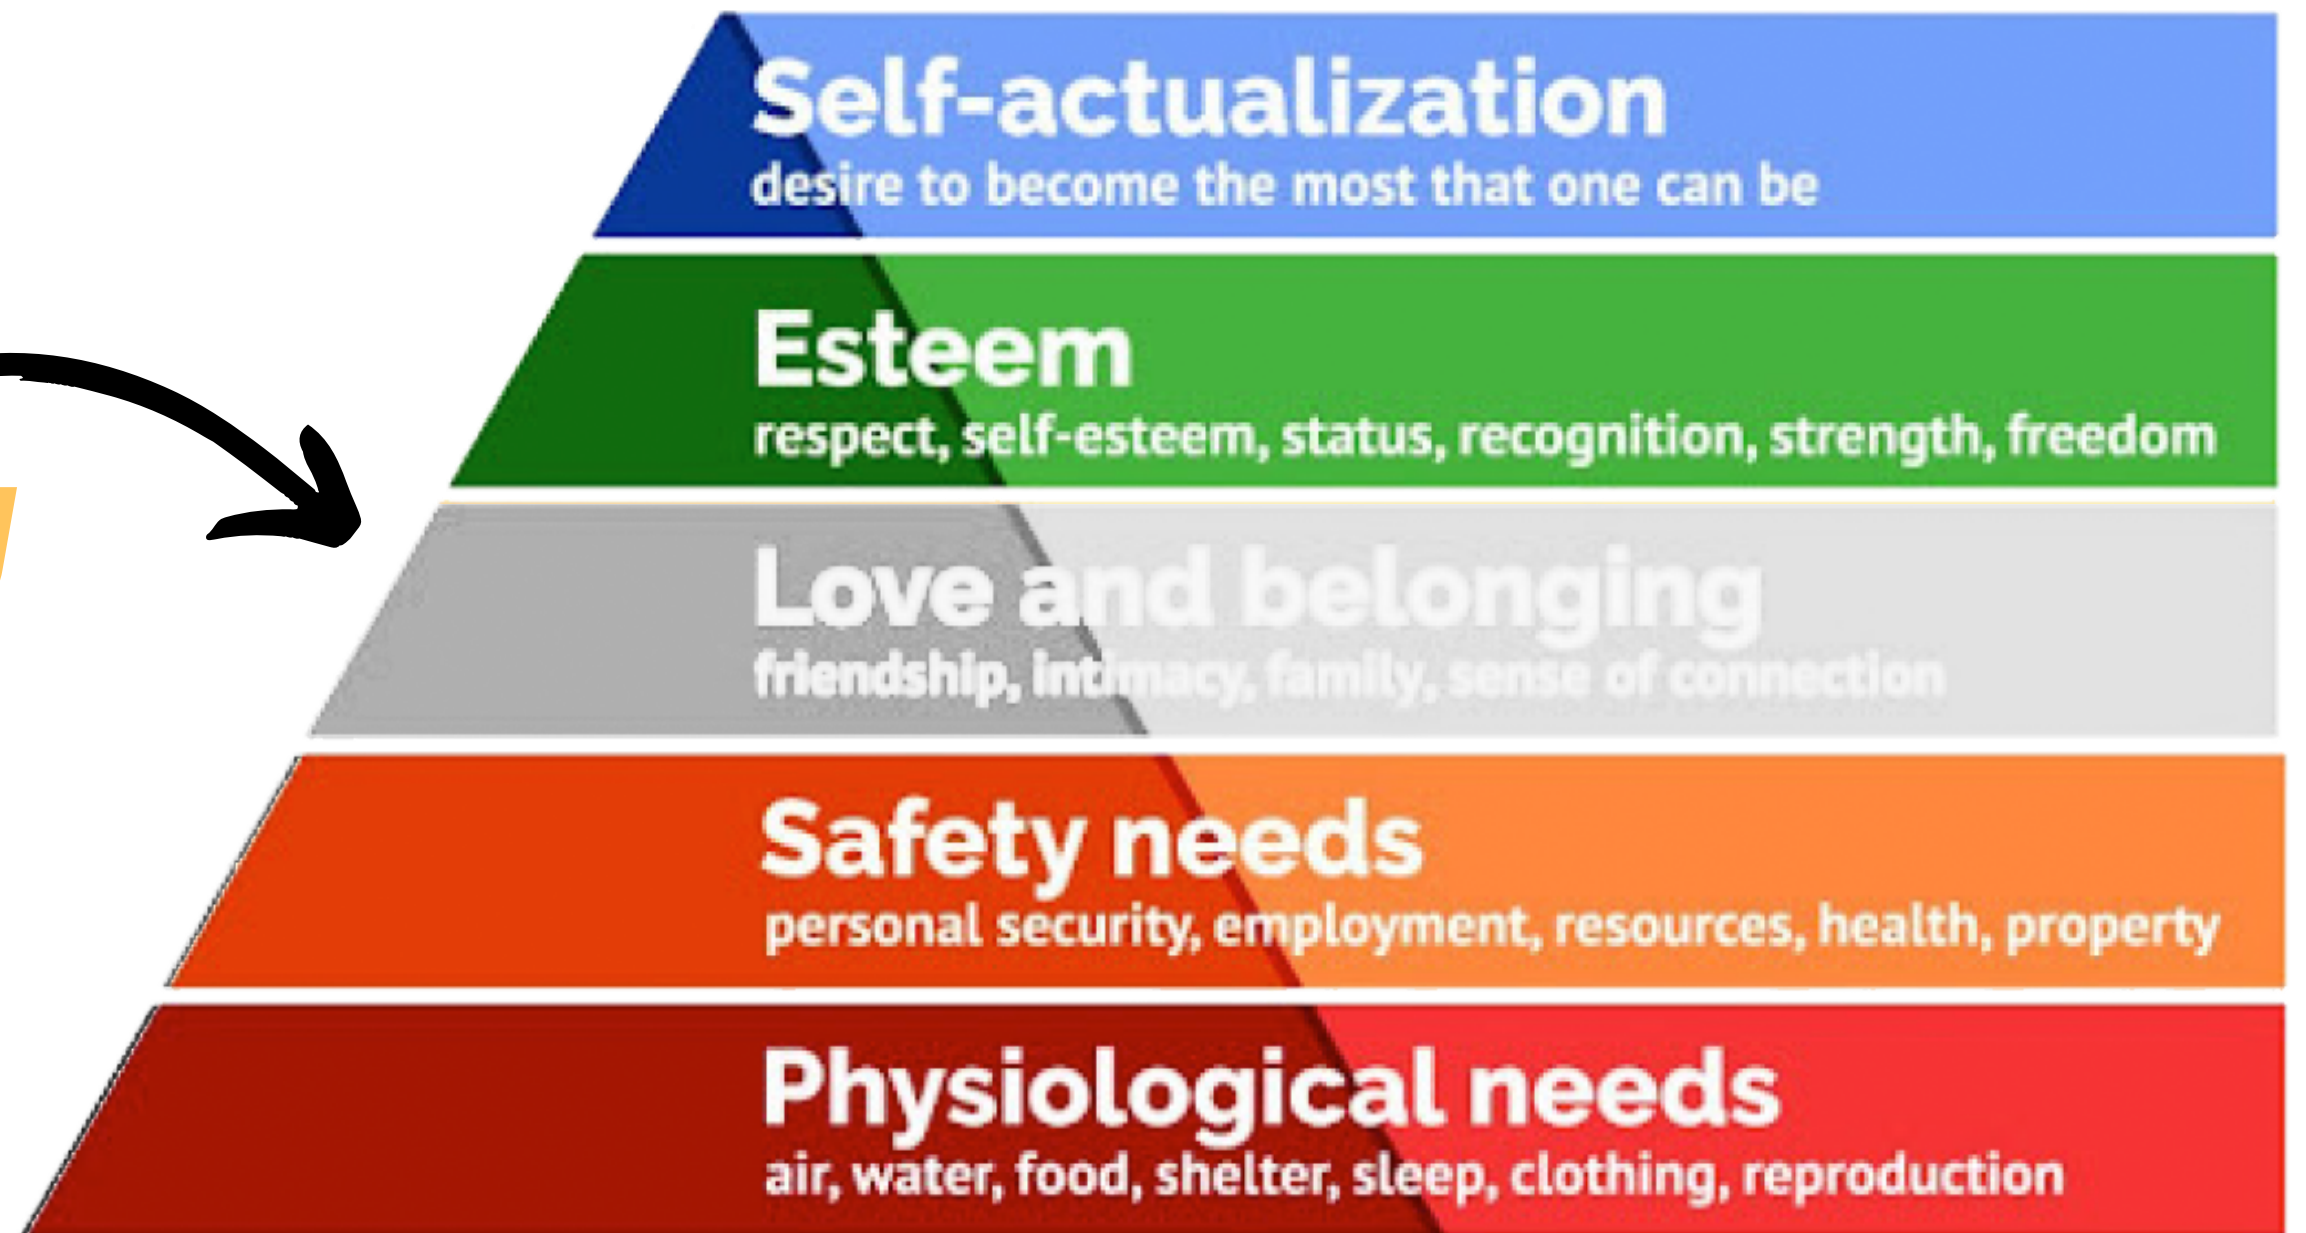 Self-actualization
desire to become the most that one can be
Esteem
respect, self-esteem, status, recognition, strength, freedom
Love and belonging
friendship, intimacy, family, sense of connection
Safety needs
personal security, employment, resources, health, property
Physiological needs
air, water, food, shelter, sleep, clothing, reproduction